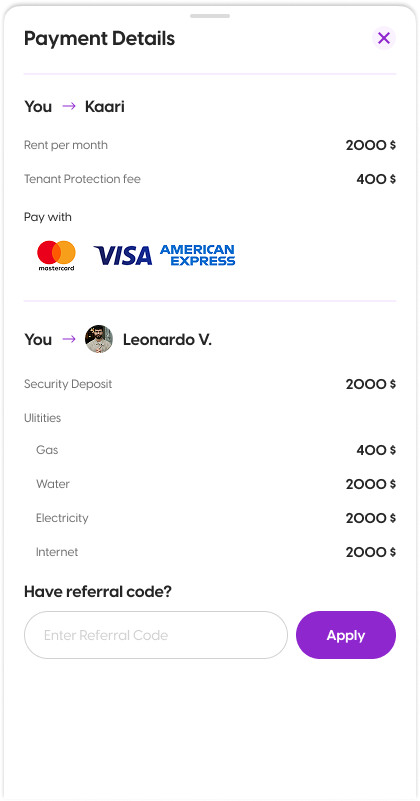 Payment Details
You → Kaari
Rent per month 2000 $
Tenant Protection fee 400 $
Pay with
mastercard VISA AMERICAN EXPRESS
You → Leonardo V.
Security Deposit 2000 $
Ulitities
Gas 400 $
Water 2000 $
Electricity 2000 $
Internet 2000 $
Have referral code?
Enter Referral Code Apply